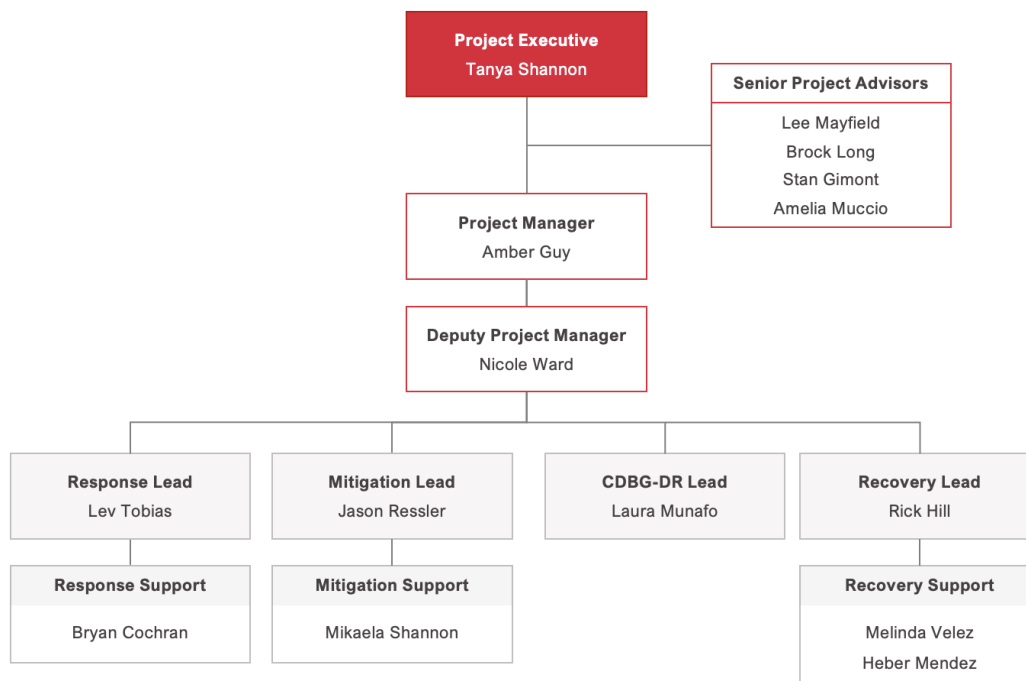 Project Executive
Tanya Shannon
Senior Project Advisors
Lee Mayfield
Brock Long
Stan Gimont
Amelia Muccio
Project Manager
Amber Guy
Deputy Project Manager
Nicole Ward
Response Lead
Lev Tobias
Mitigation Lead
Jason Ressler
CDBG-DR Lead
Laura Munafo
Recovery Lead
Rick Hill
Response Support
Bryan Cochran
Mitigation Support
Mikaela Shannon
Recovery Support
Melinda Velez
Heber Mendez